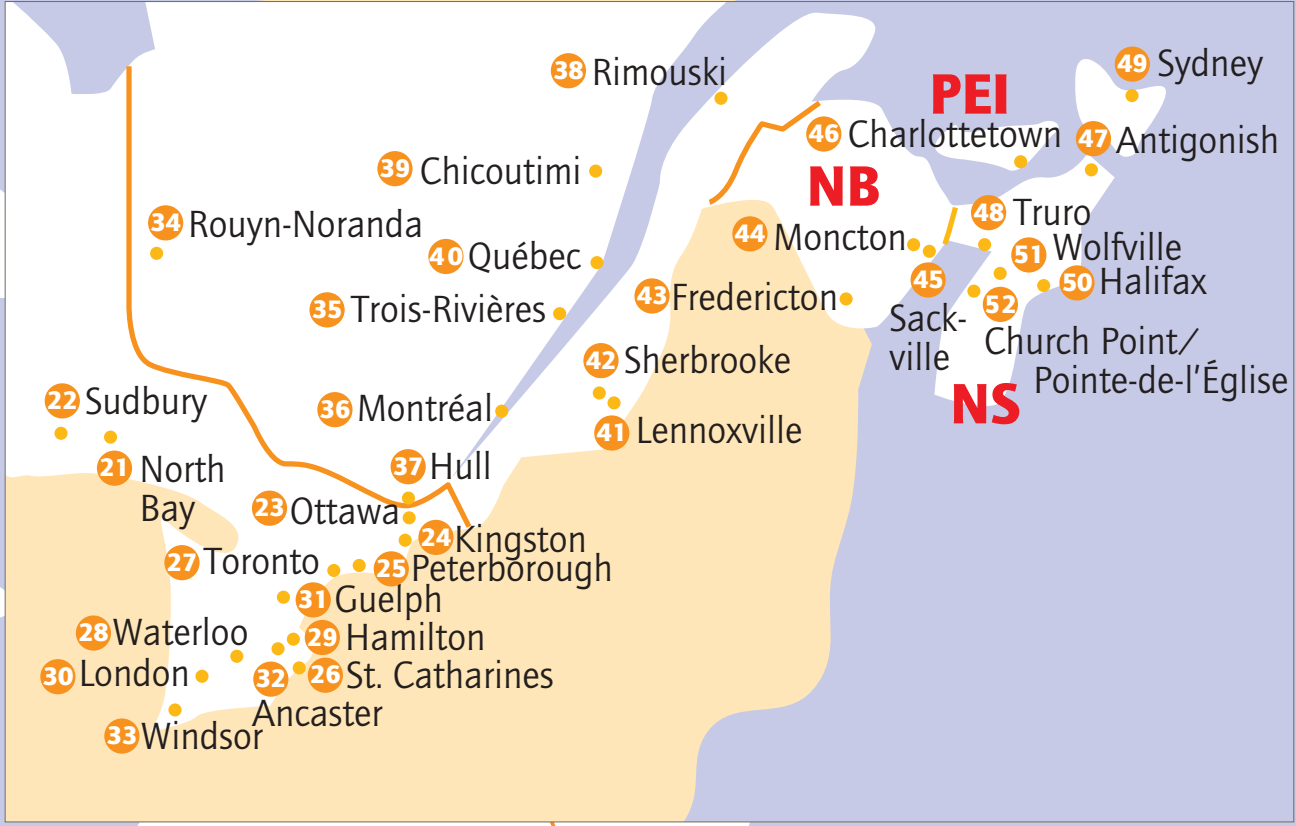 38 Rimouski
49 Sydney
PEI
46 Charlottetown
47 Antigonish
39 Chicoutimi
NB
34 Rouyn-Noranda
48 Truro
44 Moncton
40 Québec
51 Wolfville
45 Sack-
ville
50 Halifax
43 Fredericton
35 Trois-Rivières
52
Church Point/
Pointe-de-l'Église
42 Sherbrooke
NS
22 Sudbury
36 Montréal
41 Lennoxville
21 North
Bay
37 Hull
23 Ottawa
24 Kingston
27 Toronto
25 Peterborough
31 Guelph
28 Waterloo
29 Hamilton
30 London
32
Ancaster
26 St. Catharines
33 Windsor